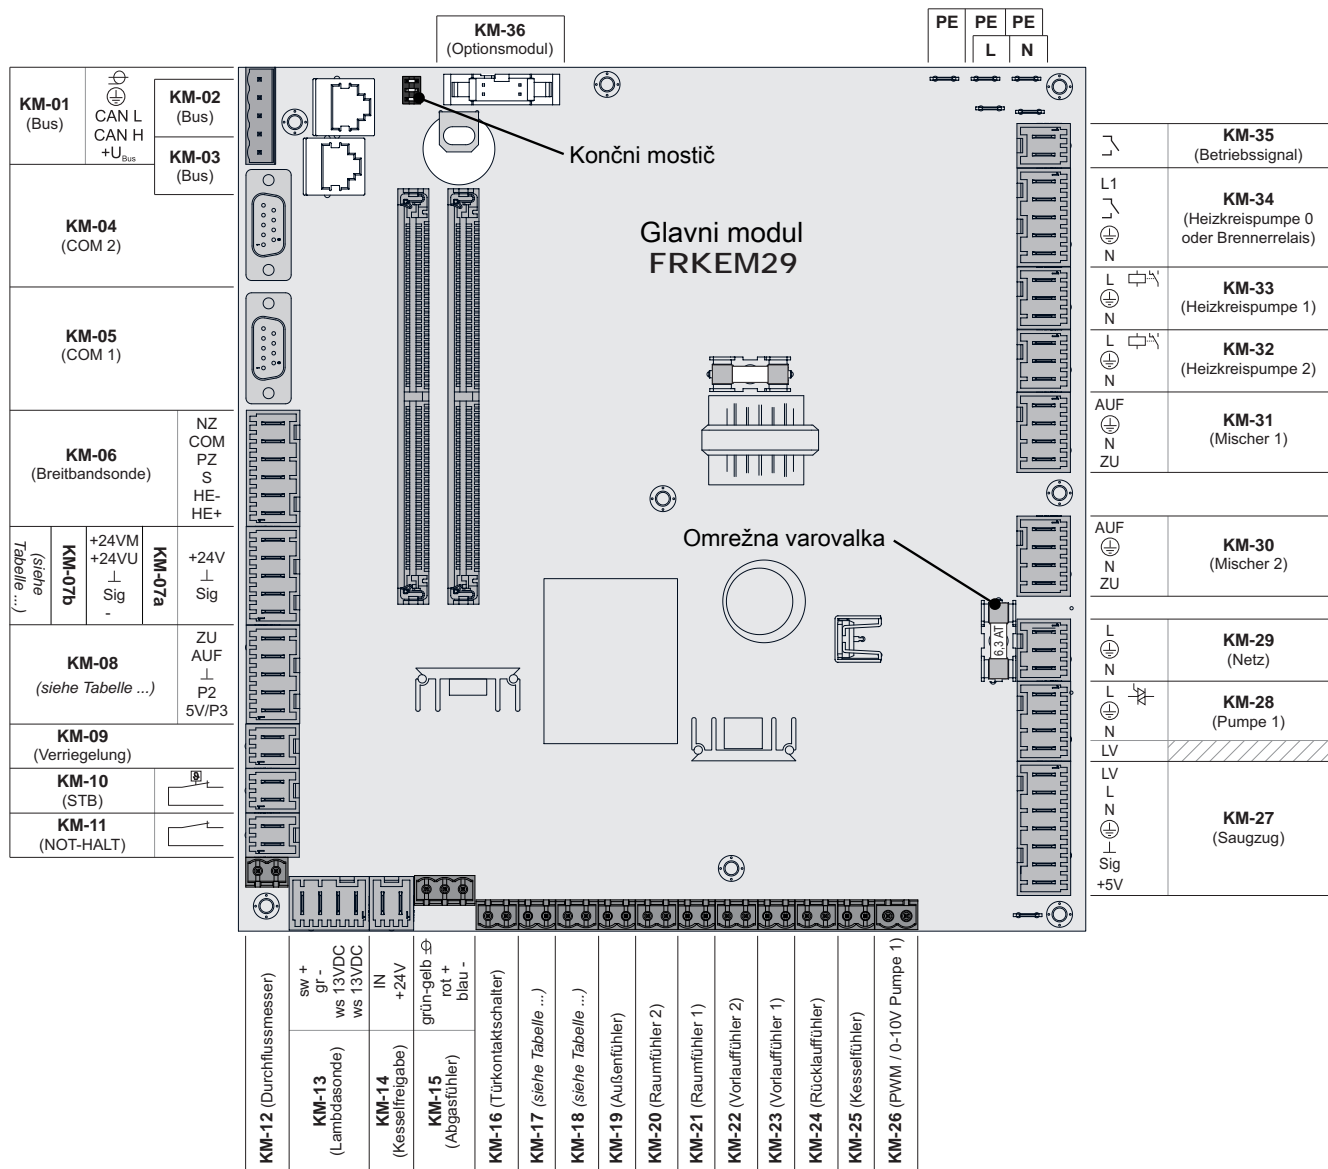 KM-36
(Optionsmodul)
PE
PE
PE
L
N
KM-01
(Bus)
CAN L
CAN H
+U Bus
KM-02
(Bus)
KM-03
(Bus)
KM-04
(COM 2)
KM-05
(COM 1)
KM-06
(Breitbandsonde)
NZ
COM
PZ
S
HE-
HE+
(siehe
Tabelle ...)
KM-07b
+24VM
+24VU
⊥
Sig
-
KM-07a
+24V
⊥
Sig
KM-08
(siehe Tabelle ...)
ZU
AUF
⊥
P2
5V/P3
KM-09
(Verriegelung)
KM-10
(STB)
KM-11
(NOT-HALT)
Končni mostič
Glavni modul
FRKEM29
Omrežna varovalka
6,3 AT
KM-35
(Betriebssignal)
L1
N
KM-34
(Heizkreispumpe 0
oder Brennerrelais)
L
N
KM-33
(Heizkreispumpe 1)
L
N
KM-32
(Heizkreispumpe 2)
AUF
N
ZU
KM-31
(Mischer 1)
AUF
N
ZU
KM-30
(Mischer 2)
L
N
KM-29
(Netz)
L
N
LV
KM-28
(Pumpe 1)
LV
L
N
⊥
Sig
+5V
KM-27
(Saugzug)
KM-12 (Durchflussmesser)
sw +
gr -
ws 13VDC
ws 13VDC
KM-13
(Lambdasonde)
IN
+24V
KM-14
(Kesselfreigabe)
grün-gelb
rot +
blau -
KM-15
(Abgasfühler)
KM-16 (Türkontaktschalter)
KM-17 (siehe Tabelle ...)
KM-18 (siehe Tabelle ...)
KM-19 (Außenfühler)
KM-20 (Raumfühler 2)
KM-21 (Raumfühler 1)
KM-22 (Vorlauffühler 2)
KM-23 (Vorlauffühler 1)
KM-24 (Rücklauffühler)
KM-25 (Kesselfühler)
KM-26 (PWM / 0-10V Pumpe 1)